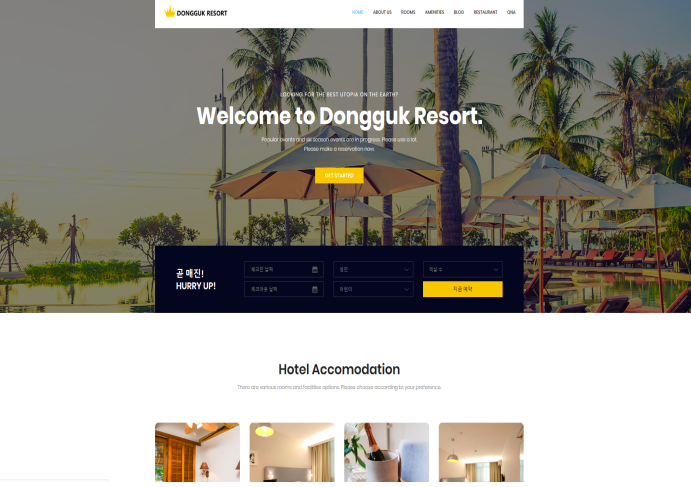 DONGGUK RESORT
HOME ABOUT US ROOMS AMENITIES BLOG RESTAURANT QNA
LOOKING FOR THE BEST UTOPIA ON THE EARTH?
Welcome to Dongguk Resort.
Popular events and all season events are in progress. Please use a lot.
Please make a reservation now.
GET STARTED
곧 매진!
HURRY UP!
체크인 날짜
성인
객실 수
체크아웃 날짜
어린이
지금 예약
Hotel Accomodation
There are various rooms and facilities options. Please choose according to your preference.